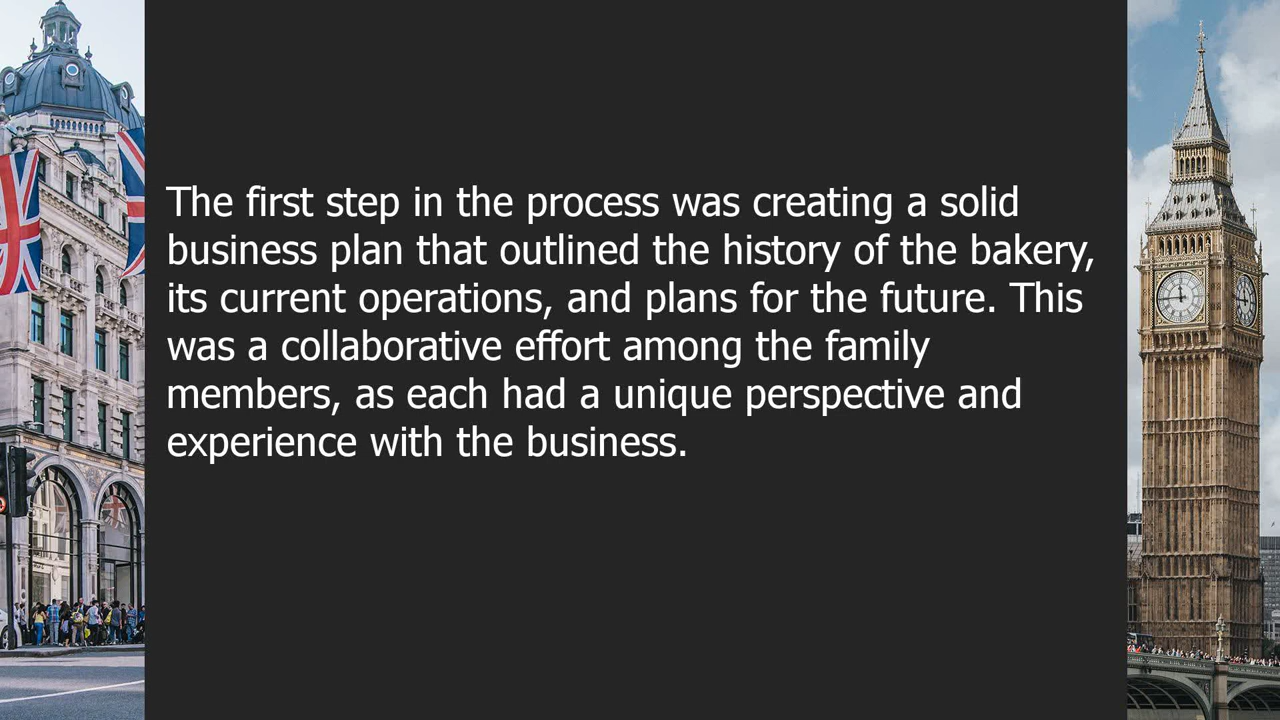 The first step in the process was creating a solid
business plan that outlined the history of the bakery,
its current operations, and plans for the future. This
was a collaborative effort among the family
members, as each had a unique perspective and
experience with the business.